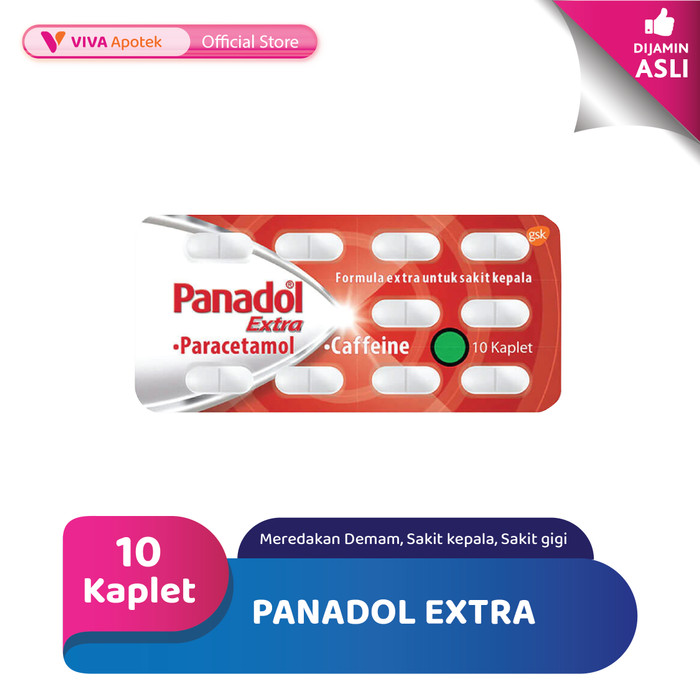 VIVA Apotek Official Store
DIJAMIN
ASLI
gsk
Formula extra untuk sakit kepala
Panadol®
Extra
•Paracetamol •Caffeine
10 Kaplet
10
Kaplet
Meredakan Demam, Sakit kepala, Sakit gigi
PANADOL EXTRA